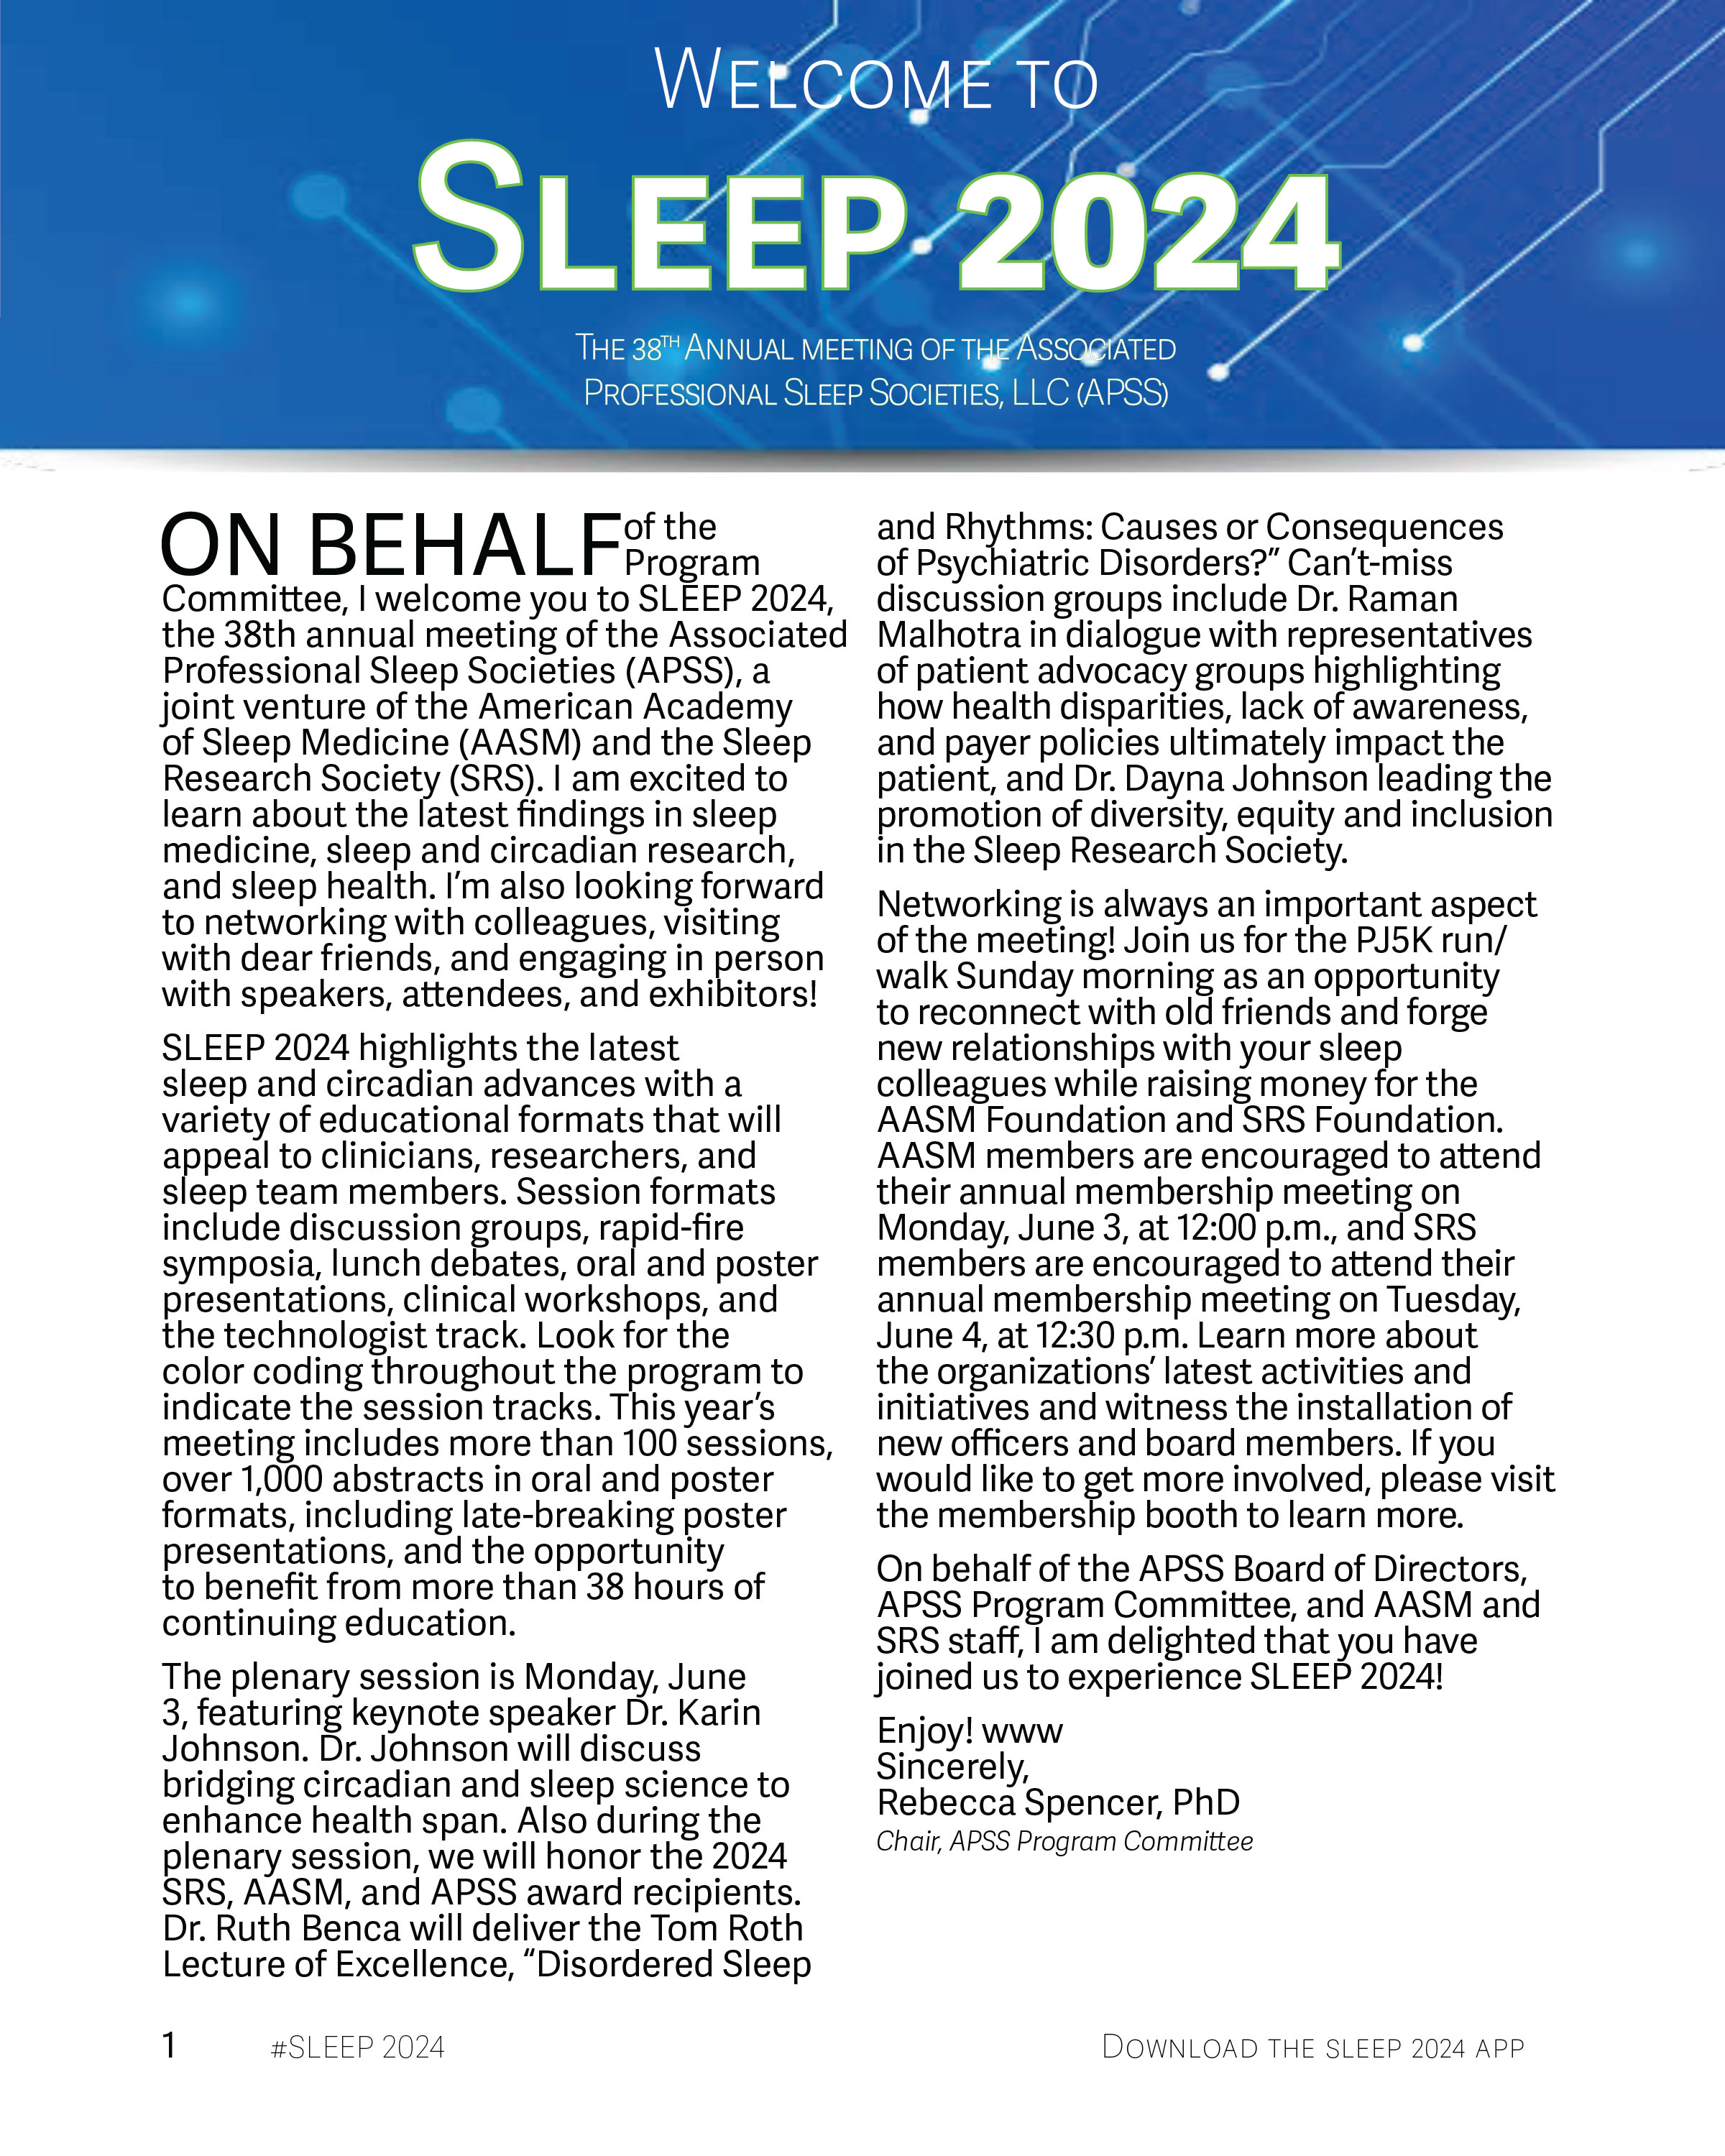 WELCOME TO
SLEEP 2024
THE 38TH ANNUAL MEETING OF THE ASSOCIATED
PROFESSIONAL SLEEP SOCIETIES, LLC (APSS)
ON BEHALF of the
Program
Committee, I welcome you to SLEEP 2024,
the 38th annual meeting of the Associated
Professional Sleep Societies (APSS), a
joint venture of the American Academy
of Sleep Medicine (AASM) and the Sleep
Research Society (SRS). I am excited to
learn about the latest findings in sleep
medicine, sleep and circadian research,
and sleep health. I’m also looking forward
to networking with colleagues, visiting
with dear friends, and engaging in person
with speakers, attendees, and exhibitors!
SLEEP 2024 highlights the latest
sleep and circadian advances with a
variety of educational formats that will
appeal to clinicians, researchers, and
sleep team members. Session formats
include discussion groups, rapid-fire
symposia, lunch debates, oral and poster
presentations, clinical workshops, and
the technologist track. Look for the
color coding throughout the program to
indicate the session tracks. This year’s
meeting includes more than 100 sessions,
over 1,000 abstracts in oral and poster
formats, including late-breaking poster
presentations, and the opportunity
to benefit from more than 38 hours of
continuing education.
The plenary session is Monday, June
3, featuring keynote speaker Dr. Karin
Johnson. Dr. Johnson will discuss
bridging circadian and sleep science to
enhance health span. Also during the
plenary session, we will honor the 2024
SRS, AASM, and APSS award recipients.
Dr. Ruth Benca will deliver the Tom Roth
Lecture of Excellence, “Disordered Sleep
and Rhythms: Causes or Consequences
of Psychiatric Disorders?” Can’t-miss
discussion groups include Dr. Raman
Malhotra in dialogue with representatives
of patient advocacy groups highlighting
how health disparities, lack of awareness,
and payer policies ultimately impact the
patient, and Dr. Dayna Johnson leading the
promotion of diversity, equity and inclusion
in the Sleep Research Society.
Networking is always an important aspect
of the meeting! Join us for the PJ5K run/
walk Sunday morning as an opportunity
to reconnect with old friends and forge
new relationships with your sleep
colleagues while raising money for the
AASM Foundation and SRS Foundation.
AASM members are encouraged to attend
their annual membership meeting on
Monday, June 3, at 12:00 p.m., and SRS
members are encouraged to attend their
annual membership meeting on Tuesday,
June 4, at 12:30 p.m. Learn more about
the organizations’ latest activities and
initiatives and witness the installation of
new officers and board members. If you
would like to get more involved, please visit
the membership booth to learn more.
On behalf of the APSS Board of Directors,
APSS Program Committee, and AASM and
SRS staff, I am delighted that you have
joined us to experience SLEEP 2024!
Enjoy! www
Sincerely,
Rebecca Spencer, PhD
Chair, APSS Program Committee
1 #SLEEP 2024 DOWNLOAD THE SLEEP 2024 APP